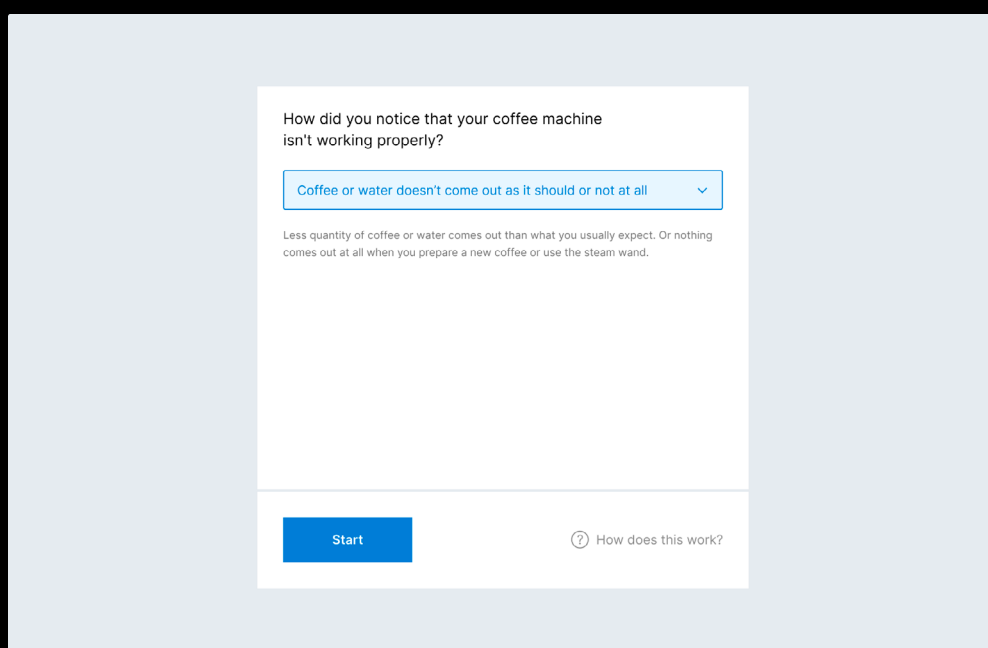 How did you notice that your coffee machine
isn't working properly?
Coffee or water doesn’t come out as it should or not at all
Less quantity of coffee or water comes out than what you usually expect. Or nothing
comes out at all when you prepare a new coffee or use the steam wand.
Start
? How does this work?